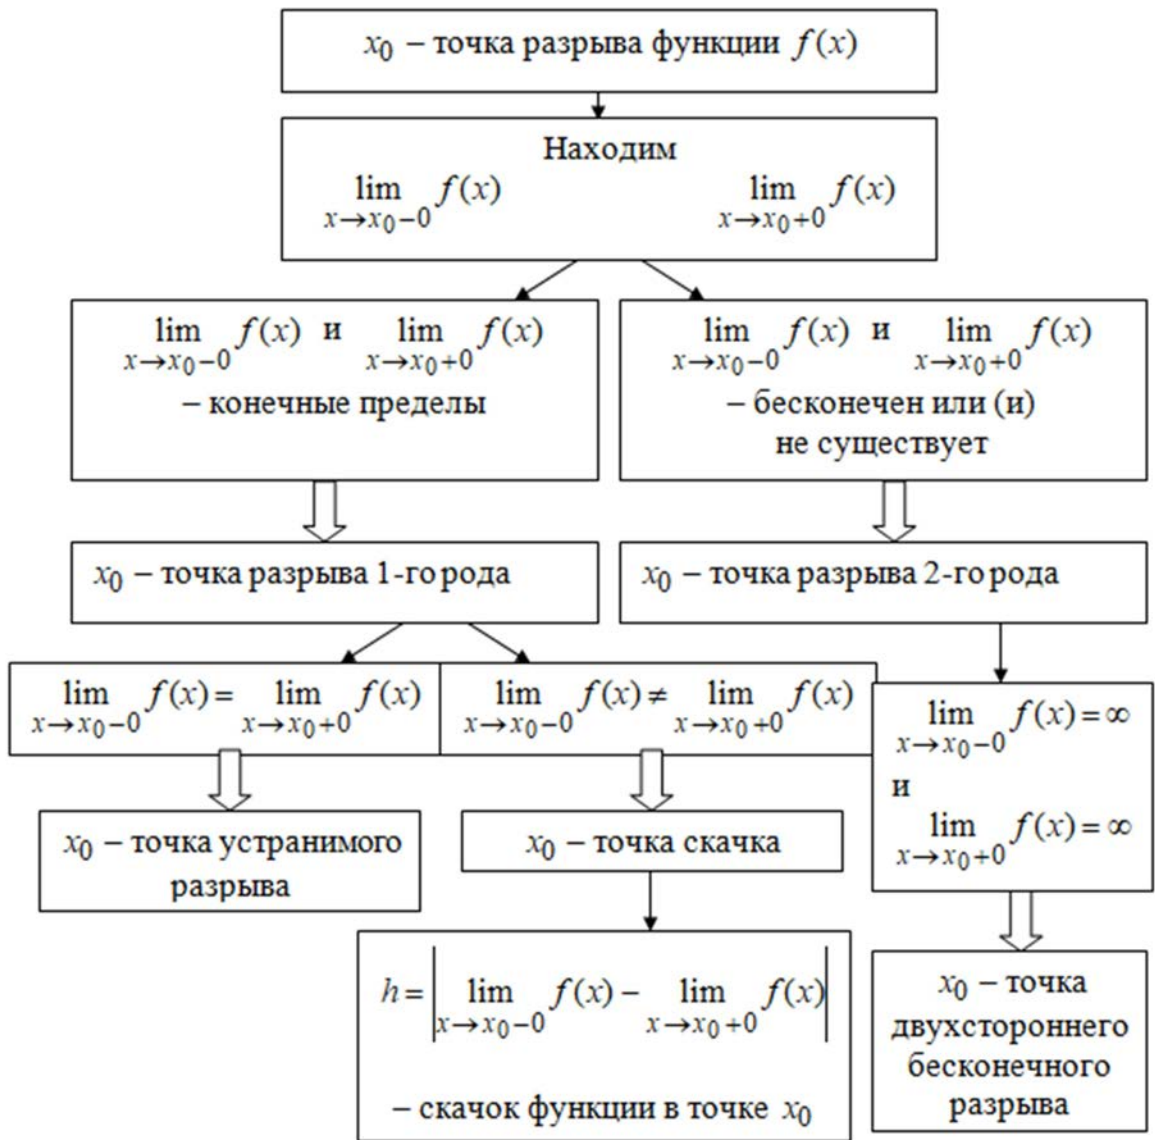 x₀ – точка разрыва функции f(x)
Находим
lim f(x) lim f(x)
x→x₀−0 x→x₀+0
lim f(x) и lim f(x)
x→x₀−0 x→x₀+0
– конечные пределы
lim f(x) и lim f(x)
x→x₀−0 x→x₀+0
– бесконечен или (и)
не существует
x₀ – точка разрыва 1-го рода
x₀ – точка разрыва 2-го рода
lim f(x) = lim f(x)
x→x₀−0 x→x₀+0
lim f(x) ≠ lim f(x)
x→x₀−0 x→x₀+0
lim f(x) = ∞
x→x₀−0
и
lim f(x) = ∞
x→x₀+0
x₀ – точка устранимого
разрыва
x₀ – точка скачка
h = | lim f(x) − lim f(x) |
x→x₀−0 x→x₀+0
– скачок функции в точке x₀
x₀ – точка
двухстороннего
бесконечного
разрыва